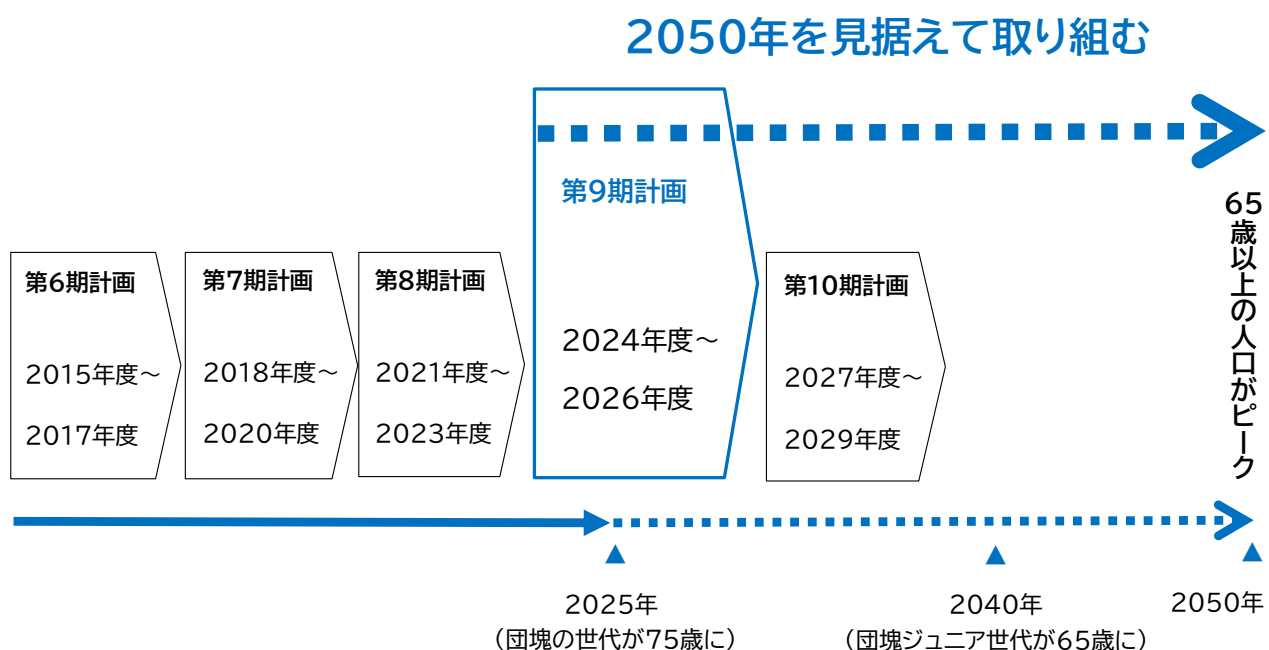 2050年を見据えて取り組む
第9期計画
2024年度～
2026年度
第6期計画
2015年度～
2017年度
第7期計画
2018年度～
2020年度
第8期計画
2021年度～
2023年度
第10期計画
2027年度～
2029年度
65歳以上の人口がピーク
2025年
（団塊の世代が75歳に）
2040年
（団塊ジュニア世代が65歳に）
2050年